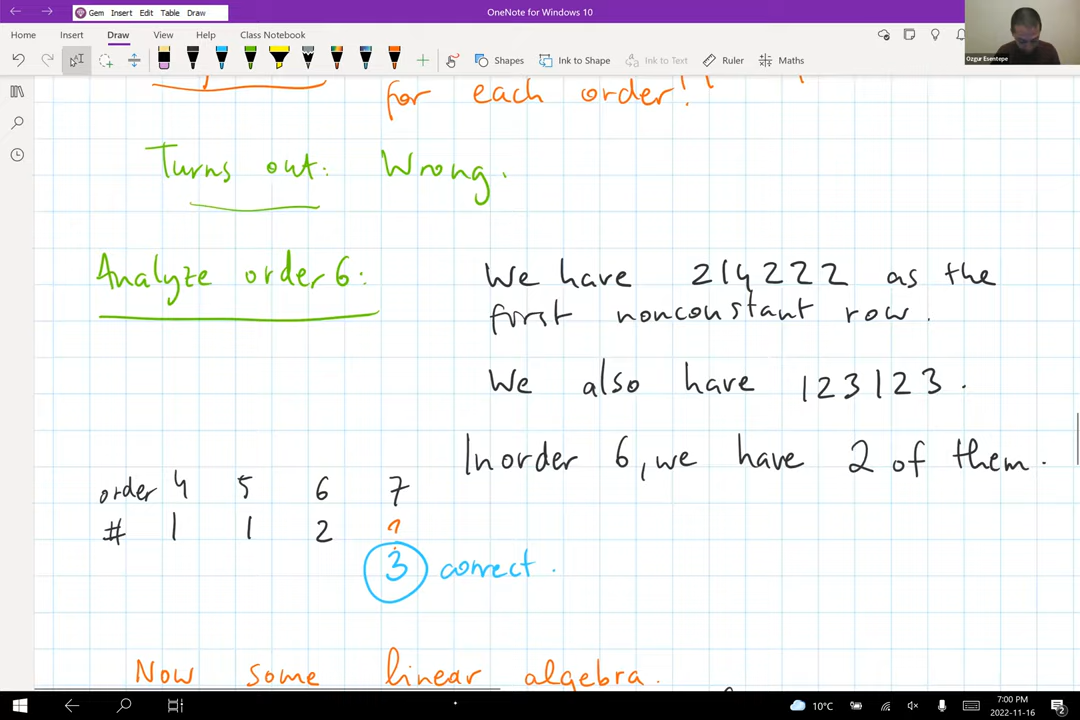 Gem Insert Edit Table Draw
OneNote for Windows 10
Home Insert Draw View Help Class Notebook
Shapes Ink to Shape Ink to Text Ruler Maths
Ozgur Esentepe
for each order!!
Turns out: Wrong.
Analyze order 6:
We have 214222 as the
first nonconstant row.
We also have 123123.
In order 6, we have 2 of them.
order 4 5 6 7
# 1 1 2 ?
3 correct.
Now some linear algebra.
10°C
7:00 PM
2022-11-16
2